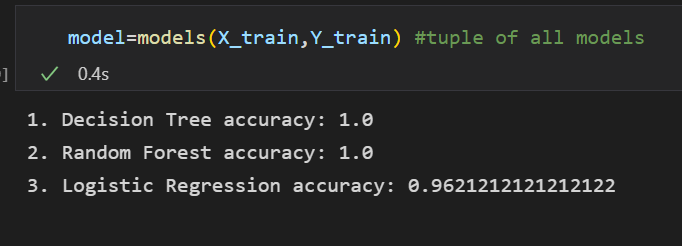 model=models(X_train,Y_train) #tuple of all models
] ✓ 0.4s
1. Decision Tree accuracy: 1.0
2. Random Forest accuracy: 1.0
3. Logistic Regression accuracy: 0.9621212121212122